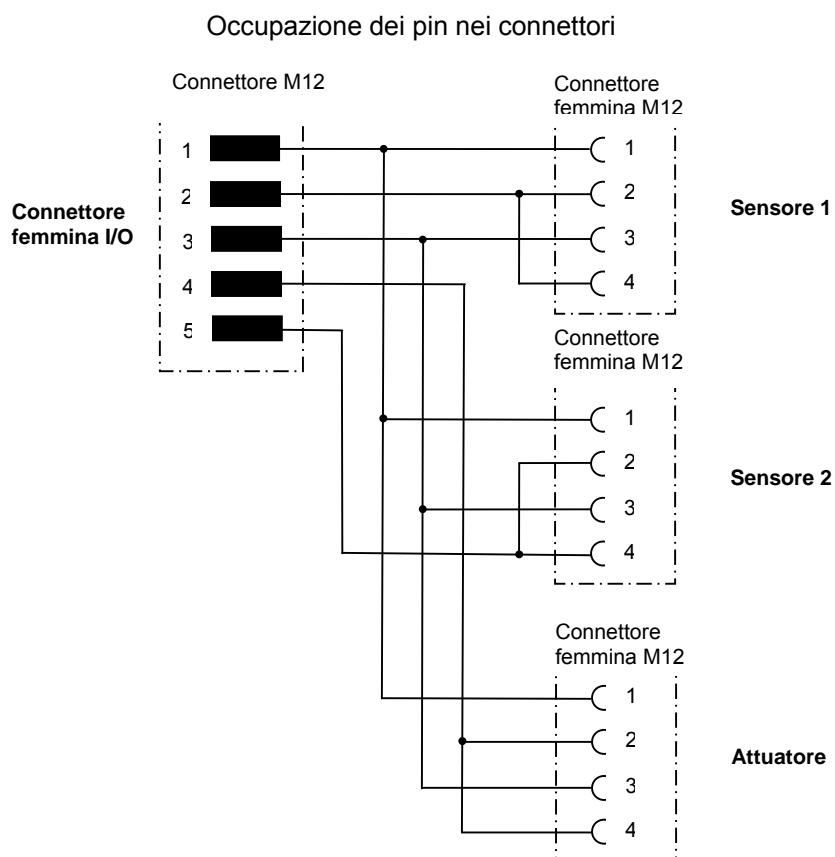 Occupazione dei pin nei connettori
Connettore M12
1
2
3
4
5
Connettore
femmina I/O
Connettore
femmina M12
1
2
3
4
Sensore 1
Connettore
femmina M12
1
2
3
4
Sensore 2
Connettore
femmina M12
1
2
3
4
Attuatore